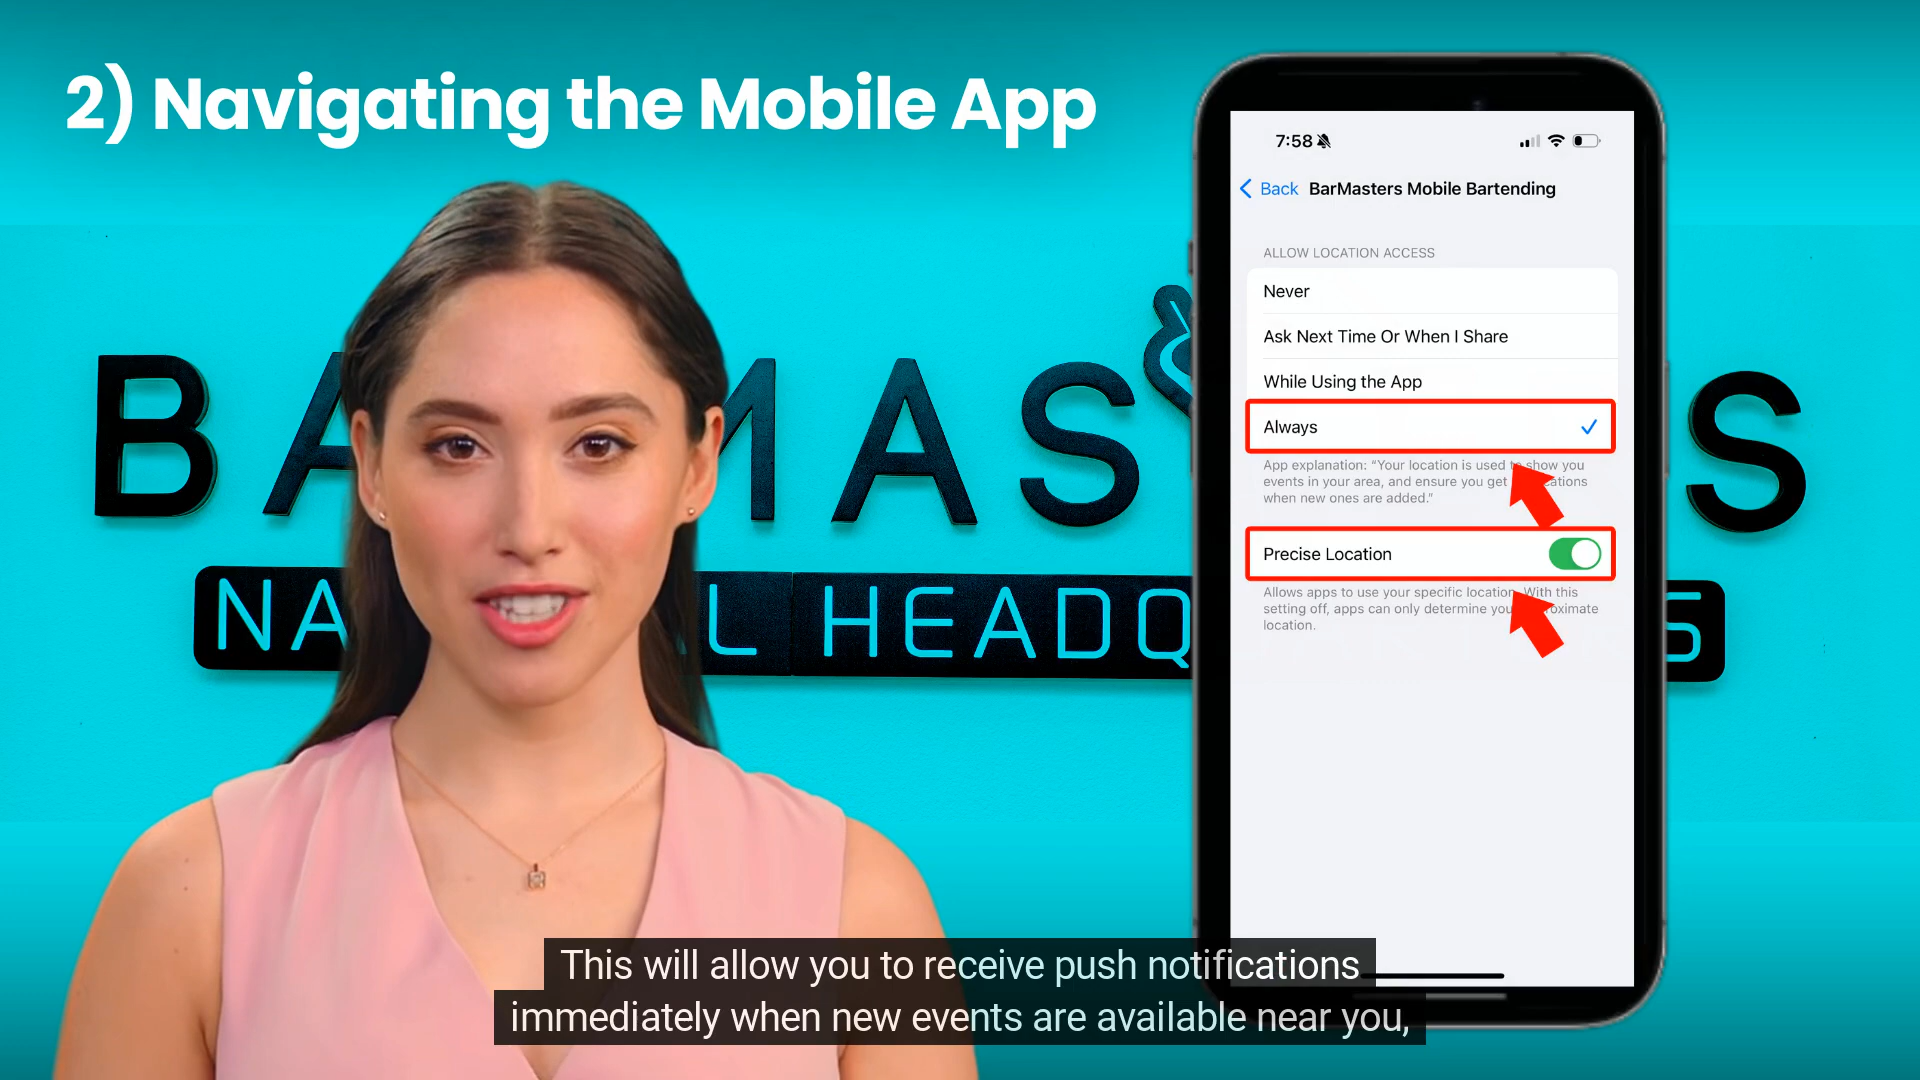 2) Navigating the Mobile App
7:58
Back BarMasters Mobile Bartending
ALLOW LOCATION ACCESS
Never
Ask Next Time Or When I Share
While Using the App
Always
App explanation: “Your location is used to show you
events in your area, and ensure you get
when new ones are added.”
Precise Location
Allows apps to use your specific location. With this
setting off, apps can only determine
location.
HEADQ
This will allow you to receive push notifications
immediately when new events are available near you,